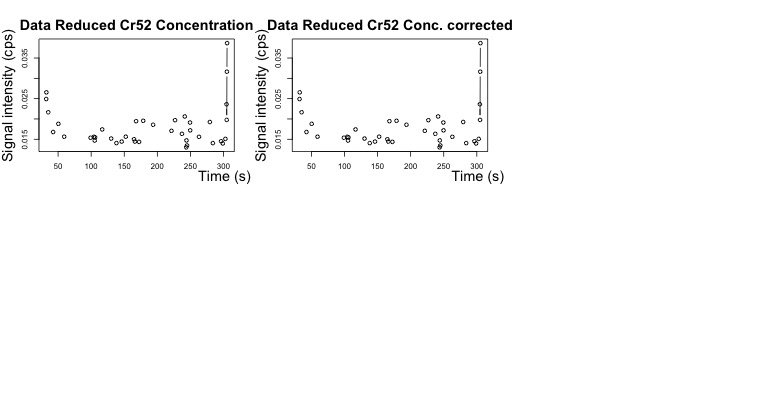 Data Reduced Cr52 Concentration
Signal intensity (cps)
0.015 0.025 0.035
50 100 150 200 250 300
Time (s)
Data Reduced Cr52 Conc. corrected
Signal intensity (cps)
0.015 0.025 0.035
50 100 150 200 250 300
Time (s)